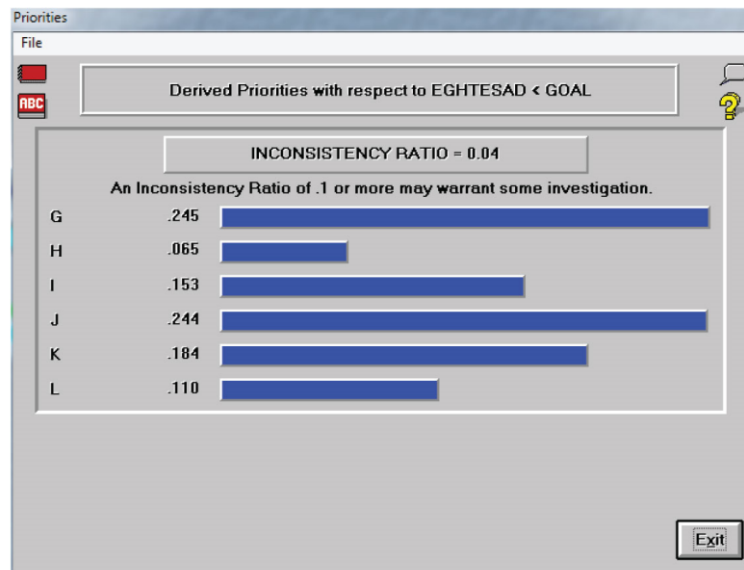 Priorities
File
ABC
Derived Priorities with respect to EGHTESAD < GOAL
INCONSISTENCY RATIO = 0.04
An Inconsistency Ratio of .1 or more may warrant some investigation.
G .245
H .065
I .153
J .244
K .184
L .110
Exit